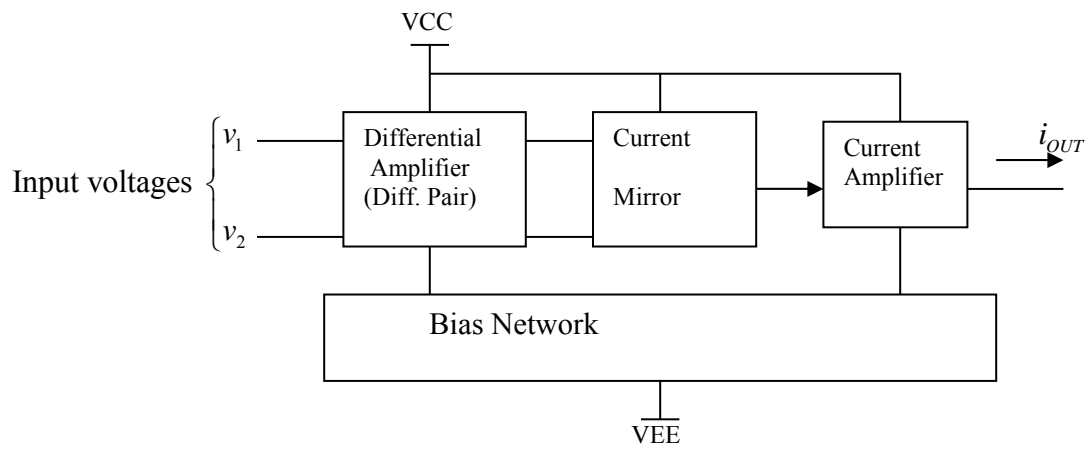 VCC
Input voltages
v1
v2
Differential
Amplifier
(Diff. Pair)
Current
Mirror
Current
Amplifier
iOUT
Bias Network
VEE